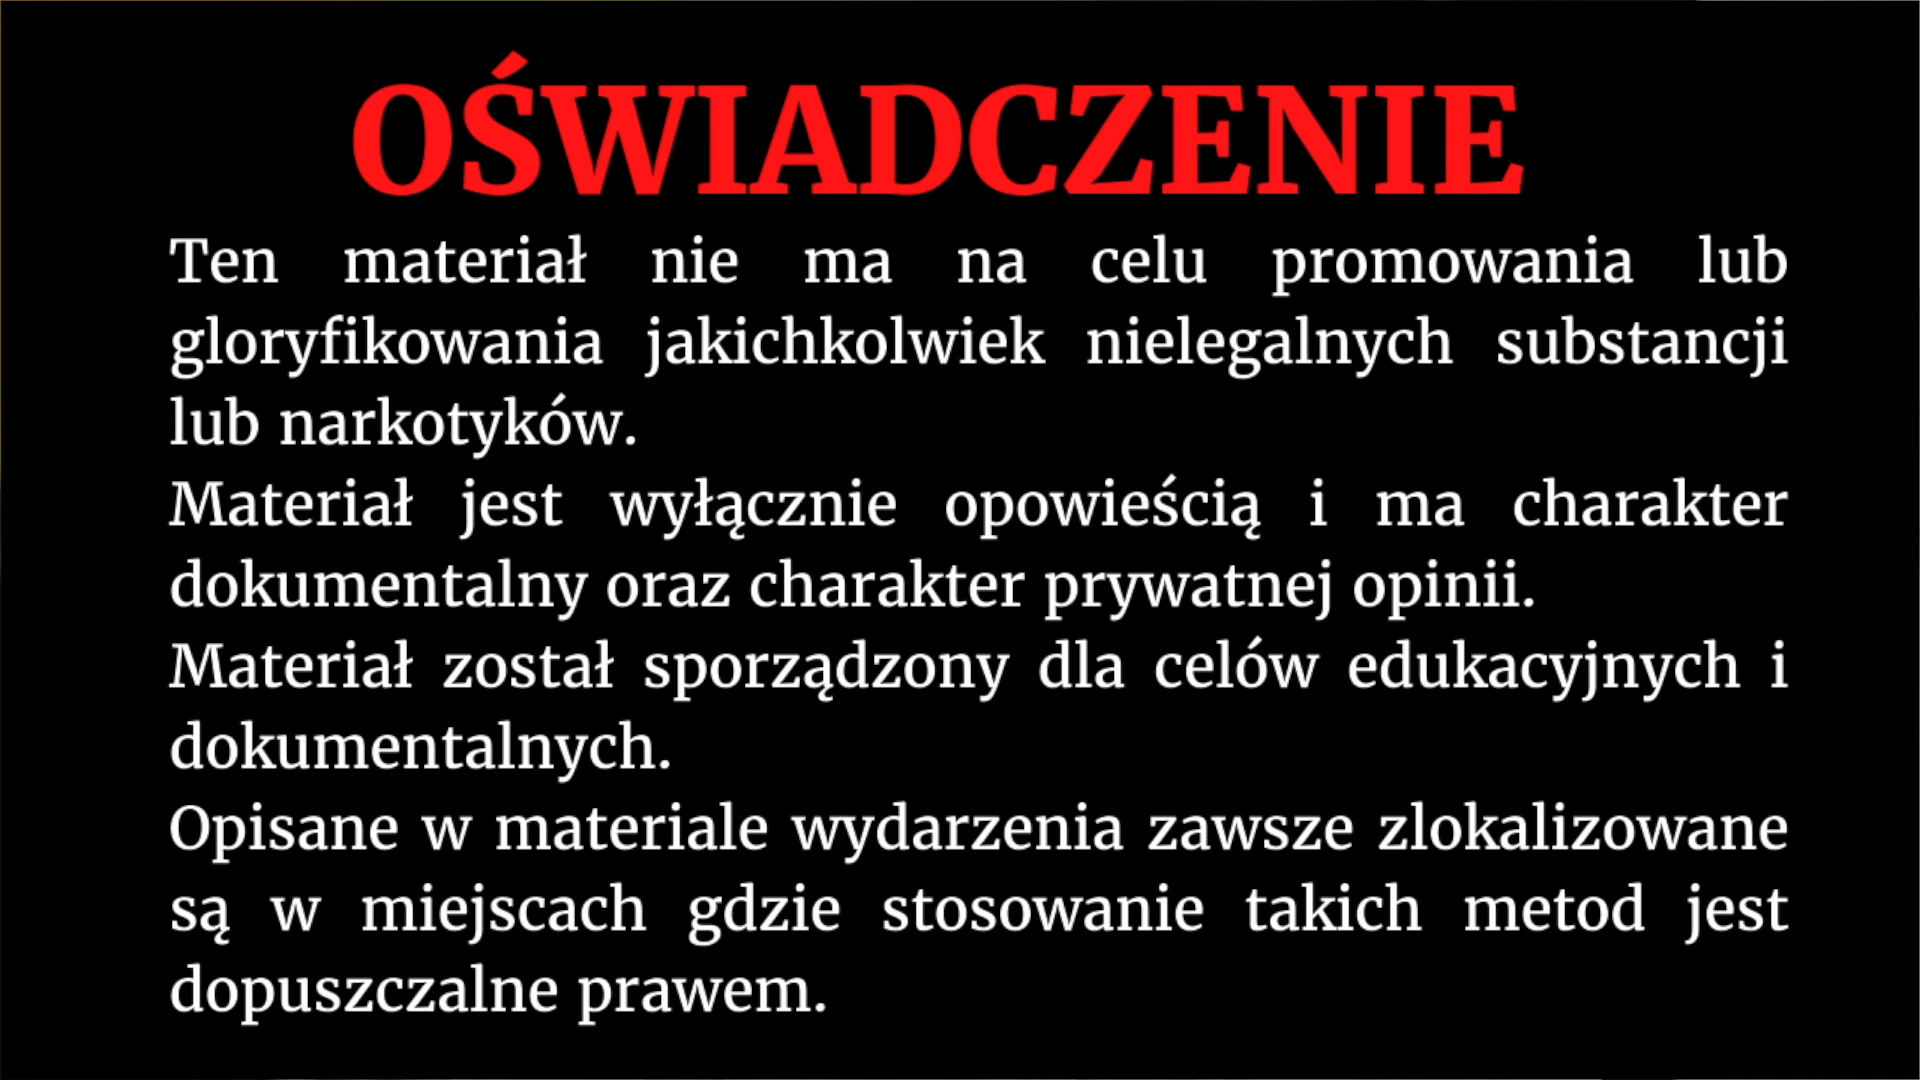 OŚWIADCZENIE
Ten materiał nie ma na celu promowania lub
gloryfikowania jakichkolwiek nielegalnych substancji
lub narkotyków.
Materiał jest wyłącznie opowieścią i ma charakter
dokumentalny oraz charakter prywatnej opinii.
Materiał został sporządzony dla celów edukacyjnych i
dokumentalnych.
Opisane w materiale wydarzenia zawsze zlokalizowane
są w miejscach gdzie stosowanie takich metod jest
dopuszczalne prawem.